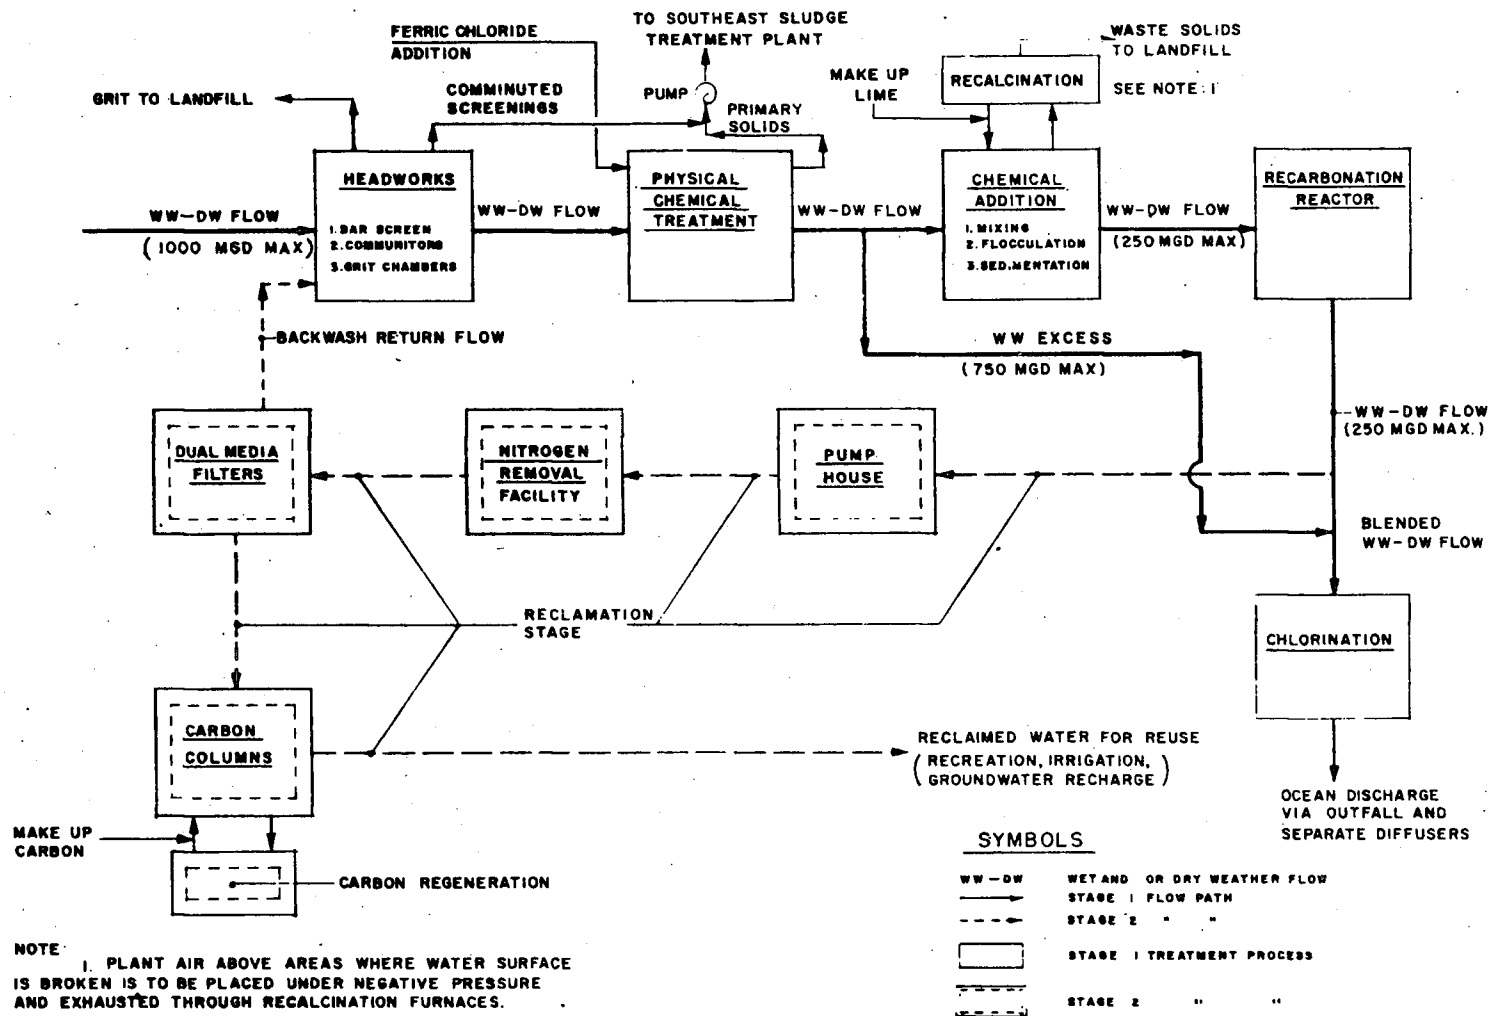 TO SOUTHEAST SLUDGE
TREATMENT PLANT
FERRIC CHLORIDE
ADDITION
WASTE SOLIDS
TO LANDFILL
SEE NOTE: 1
RECALCINATION
MAKE UP
LIME
GRIT TO LANDFILL
COMMINUTED
SCREENINGS
PUMP
PRIMARY
SOLIDS
HEADWORKS
1. BAR SCREEN
2. COMMUNITORS
3. GRIT CHAMBERS
PHYSICAL
CHEMICAL
TREATMENT
CHEMICAL
ADDITION
1. MIXING
2. FLOCCULATION
3. SED.MENTATION
RECARBONATION
REACTOR
WW-DW FLOW
(1000 MGD MAX)
WW-DW FLOW
WW-DW FLOW
WW-DW FLOW
(250 MGD MAX)
BACKWASH RETURN FLOW
WW EXCESS
(750 MGD MAX)
WW-DW FLOW
(250 MGD MAX.)
DUAL MEDIA
FILTERS
NITROGEN
REMOVAL
FACILITY
PUMP
HOUSE
BLENDED
WW-DW FLOW
RECLAMATION
STAGE
CHLORINATION
CARBON
COLUMNS
RECLAIMED WATER FOR REUSE
(RECREATION, IRRIGATION,
GROUNDWATER RECHARGE)
OCEAN DISCHARGE
VIA OUTFALL AND
SEPARATE DIFFUSERS
MAKE UP
CARBON
CARBON REGENERATION
SYMBOLS
WW-DW WET AND OR DRY WEATHER FLOW
STAGE 1 FLOW PATH
STAGE 2 " "
STAGE 1 TREATMENT PROCESS
STAGE 2 " "
NOTE
1. PLANT AIR ABOVE AREAS WHERE WATER SURFACE
IS BROKEN IS TO BE PLACED UNDER NEGATIVE PRESSURE
AND EXHAUSTED THROUGH RECALCINATION FURNACES.